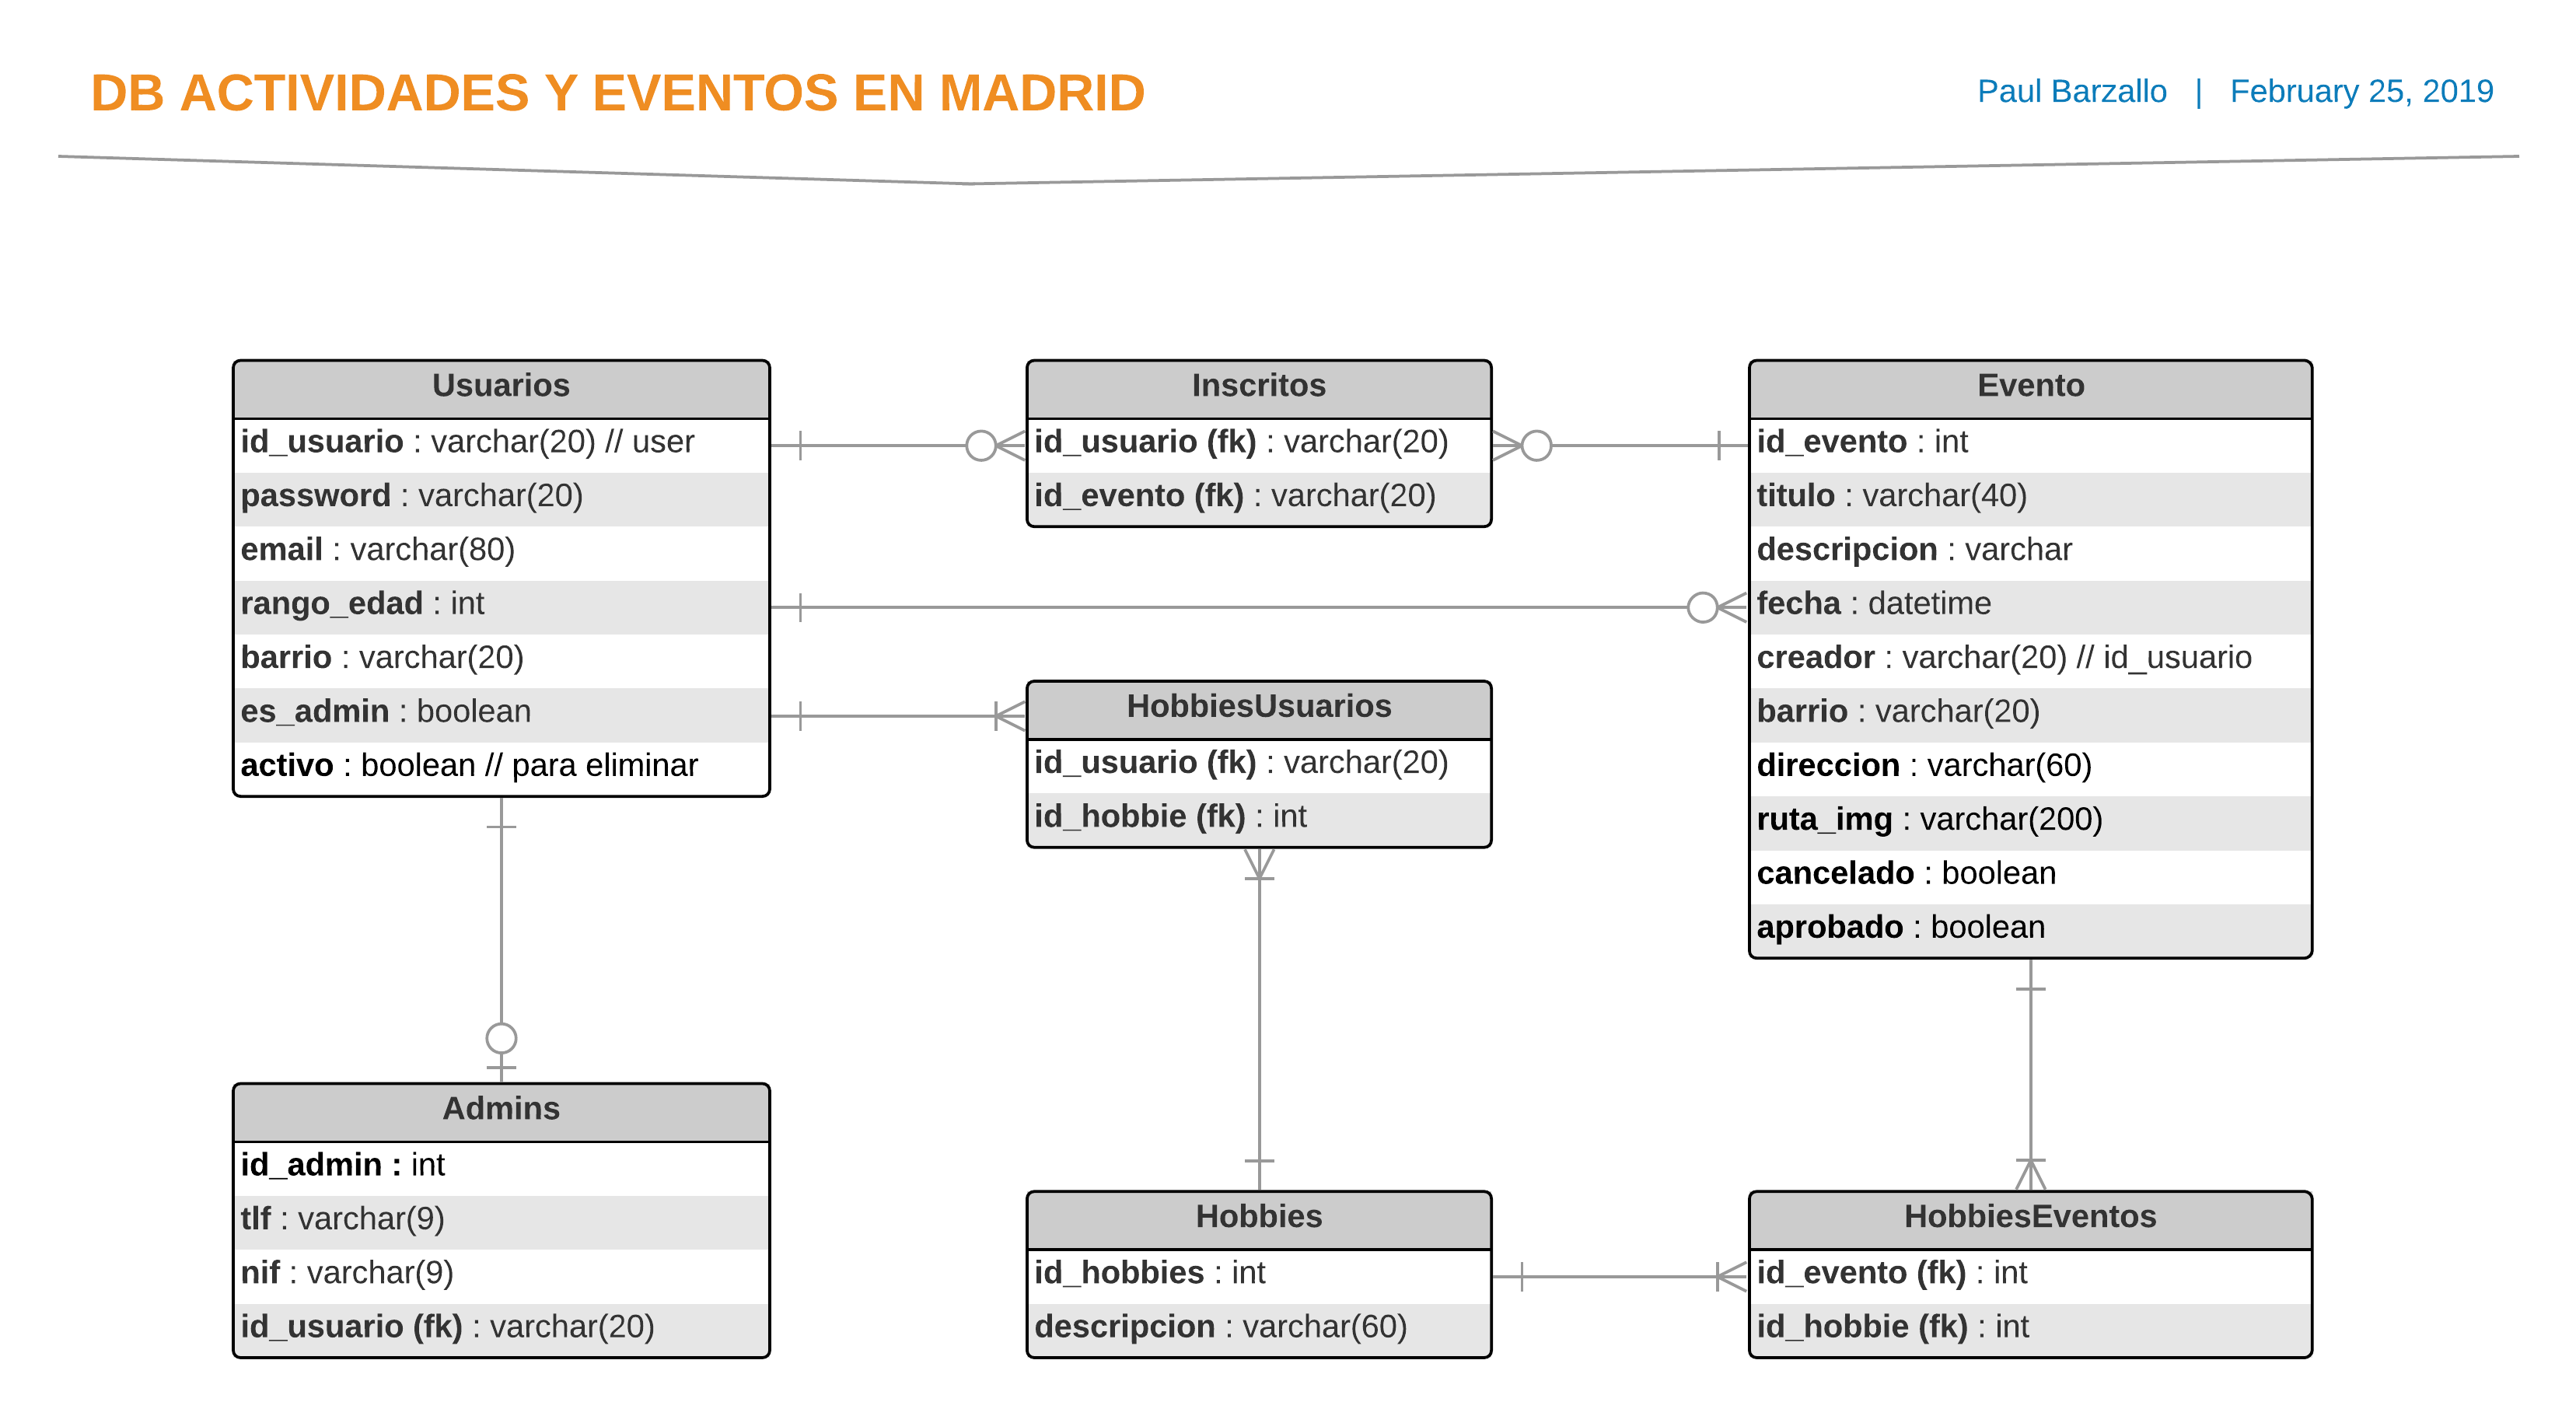 DB ACTIVIDADES Y EVENTOS EN MADRID
Paul Barzallo | February 25, 2019
Usuarios
id_usuario : varchar(20) // user
password : varchar(20)
email : varchar(80)
rango_edad : int
barrio : varchar(20)
es_admin : boolean
activo : boolean // para eliminar
Inscritos
id_usuario (fk) : varchar(20)
id_evento (fk) : varchar(20)
Evento
id_evento : int
titulo : varchar(40)
descripcion : varchar
fecha : datetime
creador : varchar(20) // id_usuario
barrio : varchar(20)
direccion : varchar(60)
ruta_img : varchar(200)
cancelado : boolean
aprobado : boolean
HobbiesUsuarios
id_usuario (fk) : varchar(20)
id_hobbie (fk) : int
Admins
id_admin : int
tlf : varchar(9)
nif : varchar(9)
id_usuario (fk) : varchar(20)
Hobbies
id_hobbies : int
descripcion : varchar(60)
HobbiesEventos
id_evento (fk) : int
id_hobbie (fk) : int